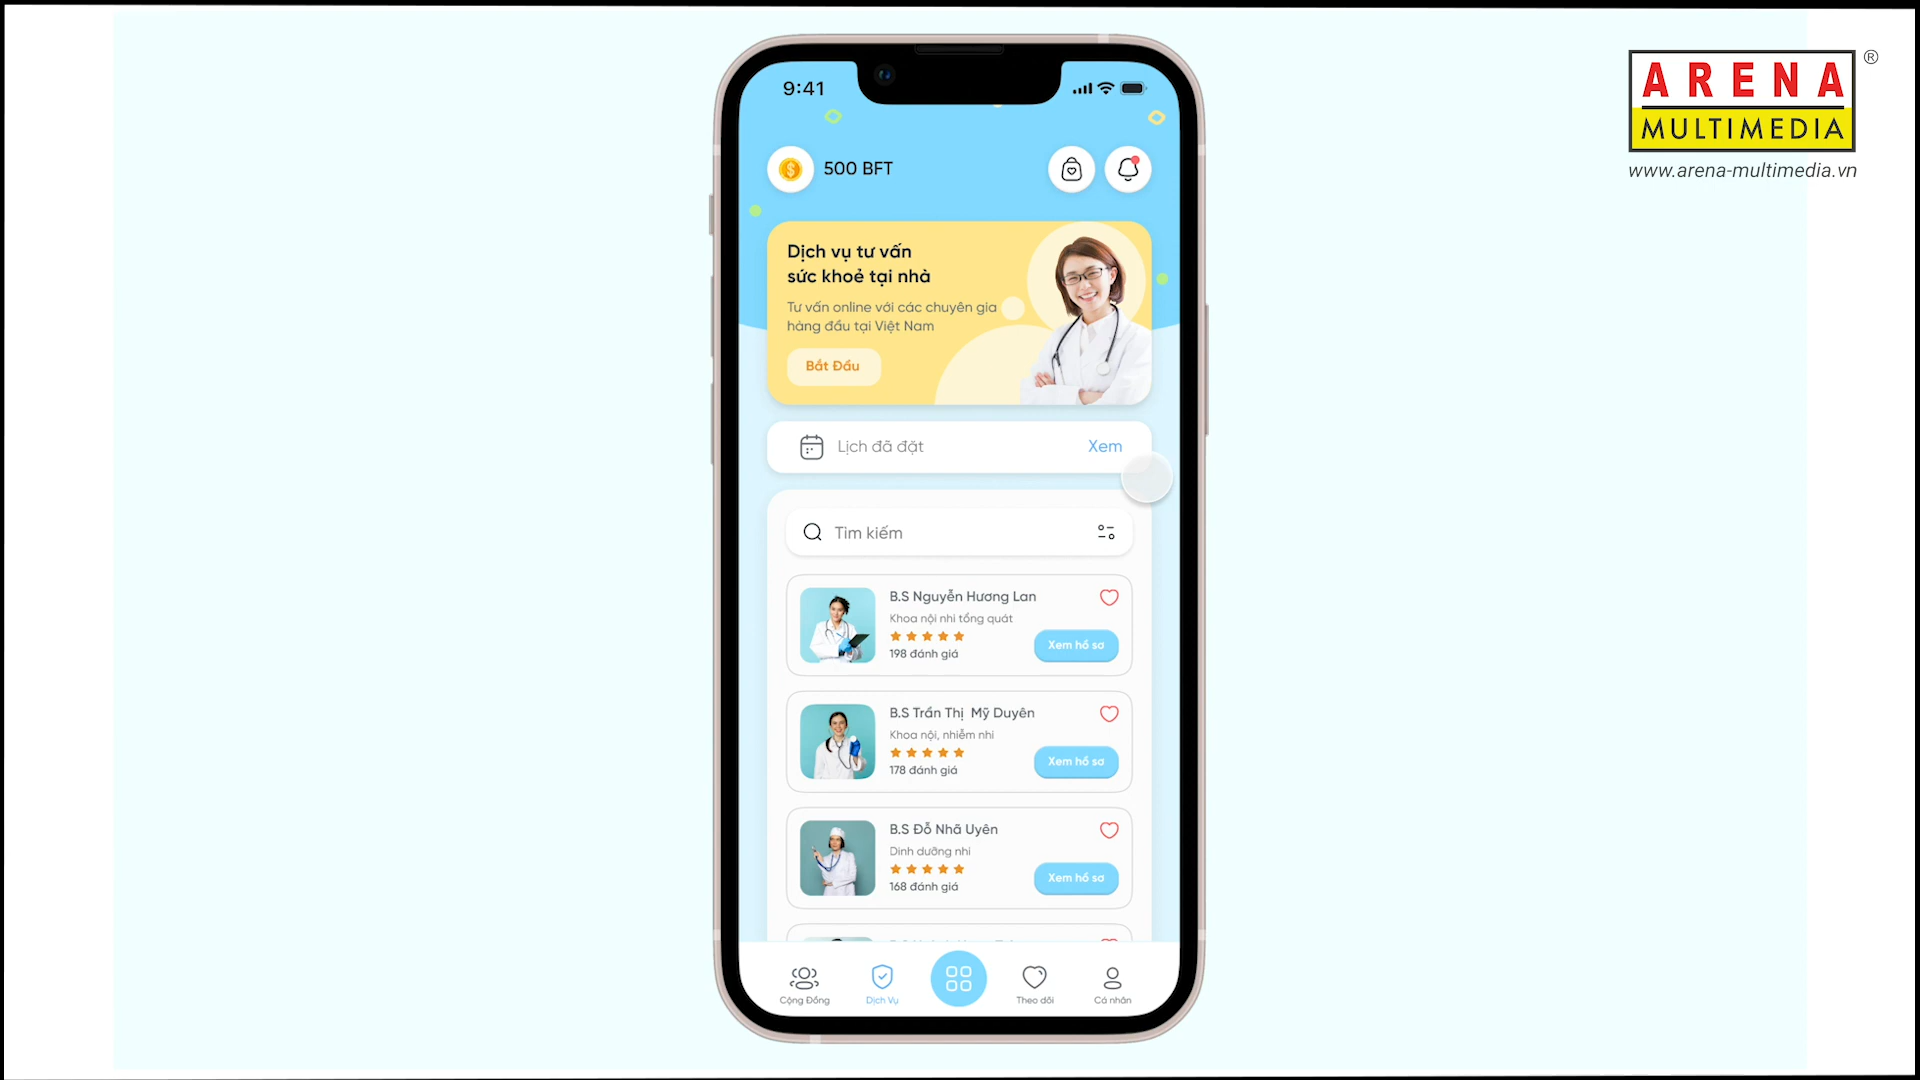 9:41
500 BFT
Dịch vụ tư vấn
sức khoẻ tại nhà
Tư vấn online với các chuyên gia
hàng đầu tại Việt Nam
Bắt Đầu
Lịch đã đặt
Xem
Tìm kiếm
B.S Nguyễn Hương Lan
Khoa nội nhi tổng quát
198 đánh giá
Xem hồ sơ
B.S Trần Thị Mỹ Duyên
Khoa nội, nhiễm nhi
178 đánh giá
Xem hồ sơ
B.S Đỗ Nhã Uyên
Dinh dưỡng nhi
168 đánh giá
Xem hồ sơ
Cộng Đồng
Dịch Vụ
Theo dõi
Cá nhân
ARENA
®
MULTIMEDIA
www.arena-multimedia.vn